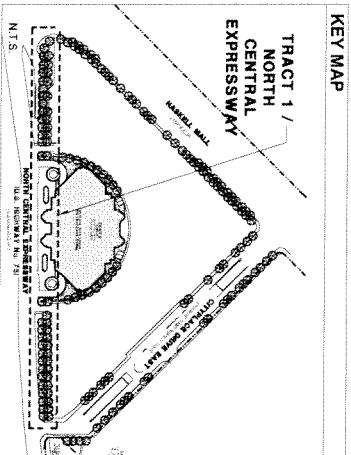 KEY MAP
TRACT 1 /
NORTH
CENTRAL
EXPRESSWAY
HASKELL MALL
CITYPLACE DRIVE EAST
NORTH CENTRAL EXPRESSWAY
(U.S. HIGHWAY No. 75)
N.T.S.